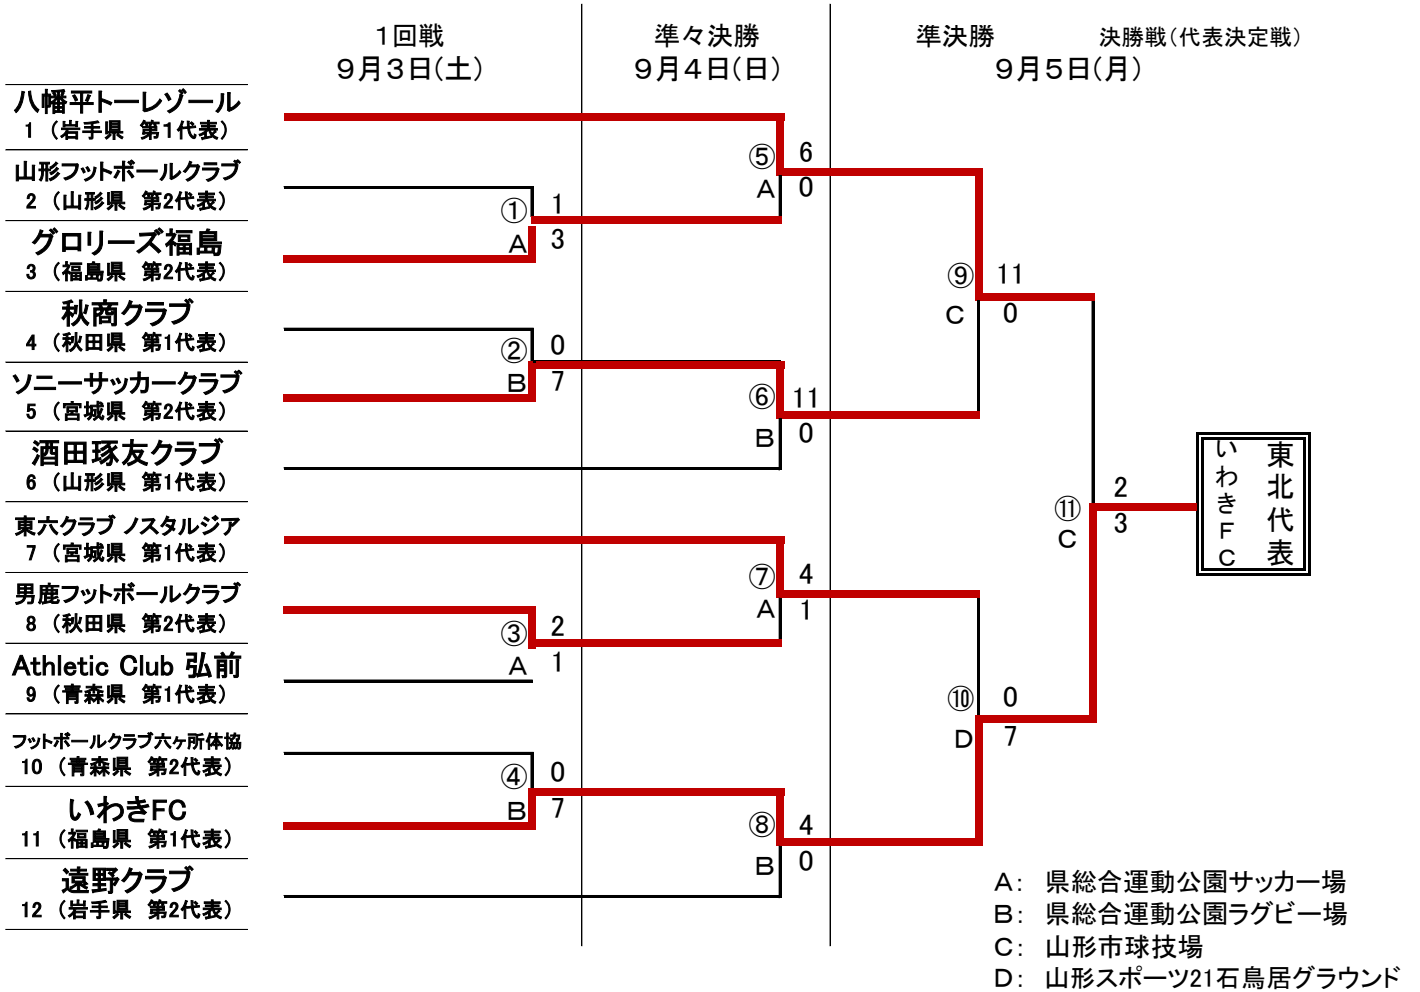 1回戦
9月3日(土)
準々決勝
9月4日(日)
準決勝
決勝戦(代表決定戦)
9月5日(月)
八幡平トーレゾール
1 (岩手県 第1代表)
山形フットボールクラブ
2 (山形県 第2代表)
グロリーズ福島
3 (福島県 第2代表)
秋商クラブ
4 (秋田県 第1代表)
ソニーサッカークラブ
5 (宮城県 第2代表)
酒田琢友クラブ
6 (山形県 第1代表)
東六クラブ ノスタルジア
7 (宮城県 第1代表)
男鹿フットボールクラブ
8 (秋田県 第2代表)
Athletic Club 弘前
9 (青森県 第1代表)
フットボールクラブ六ヶ所体協
10 (青森県 第2代表)
いわきFC
11 (福島県 第1代表)
遠野クラブ
12 (岩手県 第2代表)
① 1
A 3
② 0
B 7
③ 2
A 1
④ 0
B 7
⑤ 6
A 0
⑥ 11
B 0
⑦ 4
A 1
⑧ 4
B 0
⑨ 11
C 0
⑩ 0
D 7
⑪ 2
C 3
東北代表
いわきFC
A: 県総合運動公園サッカー場
B: 県総合運動公園ラグビー場
C: 山形市球技場
D: 山形スポーツ21石鳥居グラウンド